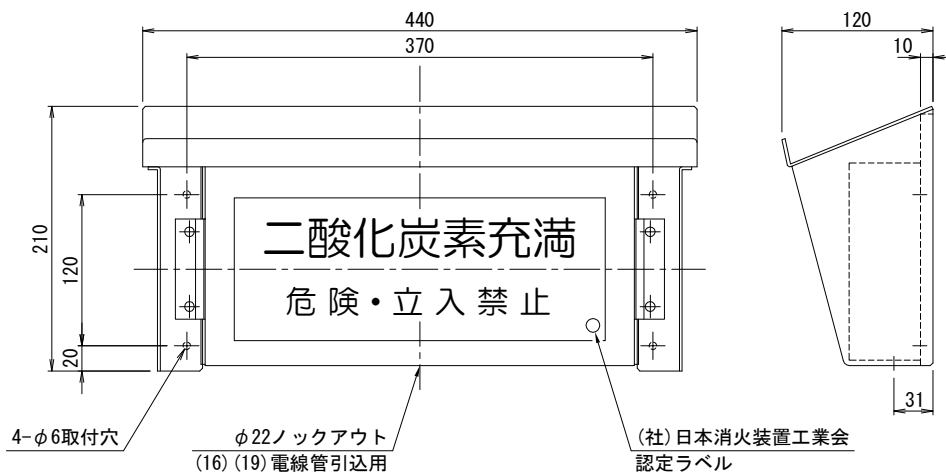 440
370
120
10
210
120
20
二酸化炭素充満
危険・立入禁止
31
4-φ6取付穴
φ22ノックアウト
(16)(19)電線管引込用
(社)日本消火装置工業会
認定ラベル